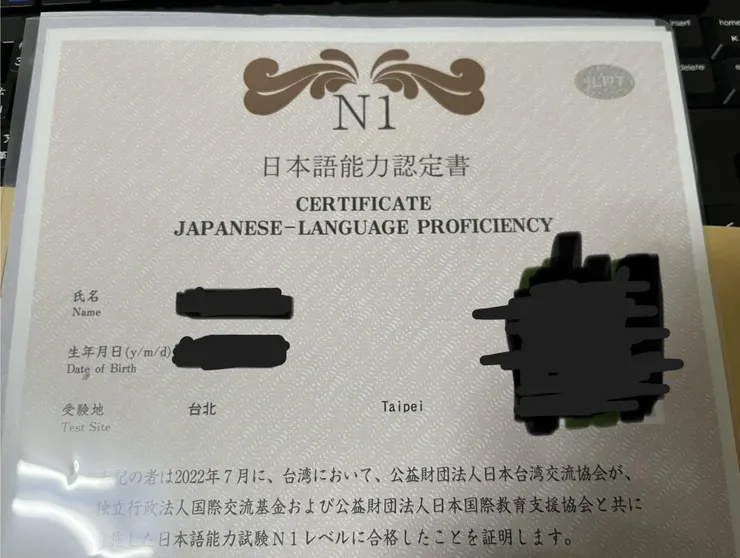 insert
home
delete
JLPT
N1
日本語能力認定書
CERTIFICATE
JAPANESE-LANGUAGE PROFICIENCY
氏名
Name
生年月日(y/m/d)
Date of Birth
受験地 台北 Taipei
Test Site
記の者は2022年7月に、台湾において、公益財団法人日本台湾交流協会が、
独立行政法人国際交流基金および公益財団法人日本国際教育支援協会と共に
した日本語能力試験N1レベルに合格したことを証明します。